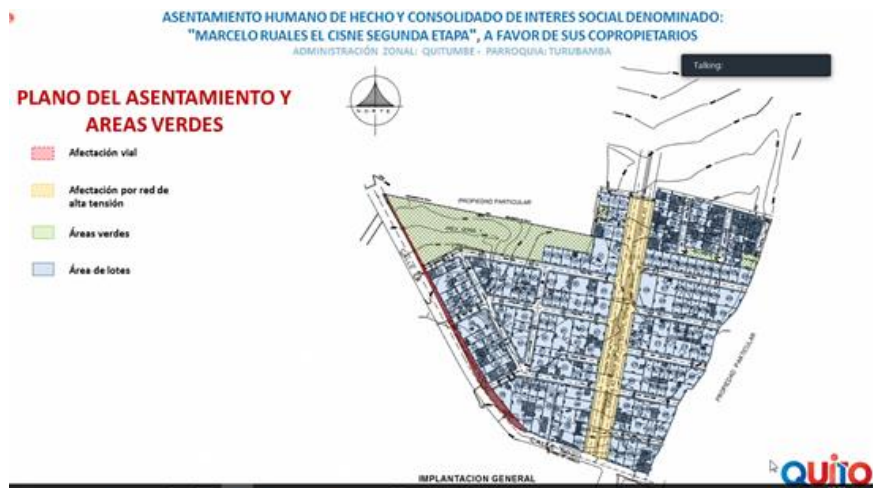 ASENTAMIENTO HUMANO DE HECHO Y CONSOLIDADO DE INTERES SOCIAL DENOMINADO:
"MARCELO RUALES EL CISNE SEGUNDA ETAPA", A FAVOR DE SUS COPROPIETARIOS
ADMINISTRACIÓN ZONAL: QUITUMBE - PARROQUIA: TURUBAMBA
Talking:
PLANO DEL ASENTAMIENTO Y
AREAS VERDES
NORTE
Afectación vial
Afectación por red de
alta tensión
Áreas verdes
Área de lotes
PROPIEDAD PARTICULAR
PROPIEDAD PARTICULAR
IMPLANTACION GENERAL
QUITO